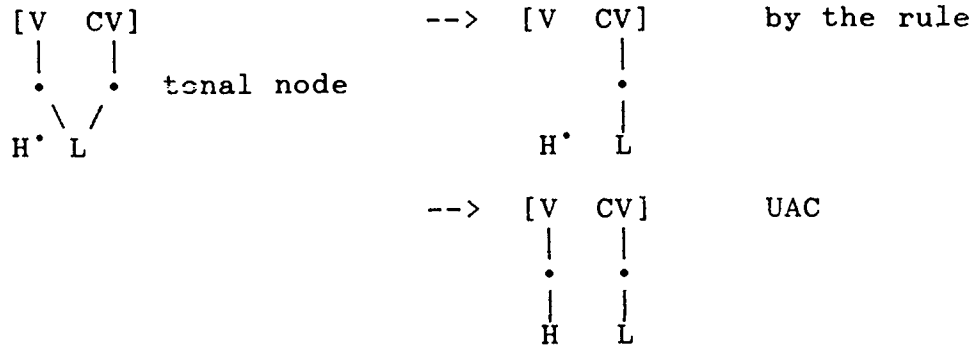 [V CV] --> [V CV] by the rule
• • tonal node •
H• L H• L
--> [V CV] UAC
• •
H L